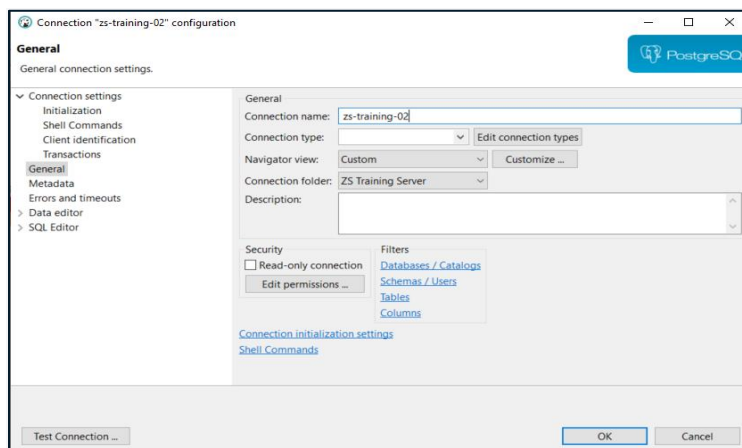 Connection "zs-training-02" configuration
General
General connection settings.
PostgreSQ
Connection settings
Initialization
Shell Commands
Client identification
Transactions
General
Metadata
Errors and timeouts
Data editor
SQL Editor
General
Connection name: zs-training-02
Connection type: Edit connection types
Navigator view: Custom Customize ...
Connection folder: ZS Training Server
Description:
Security
Read-only connection
Edit permissions ...
Filters
Databases / Catalogs
Schemas / Users
Tables
Columns
Connection initialization settings
Shell Commands
Test Connection ... OK Cancel